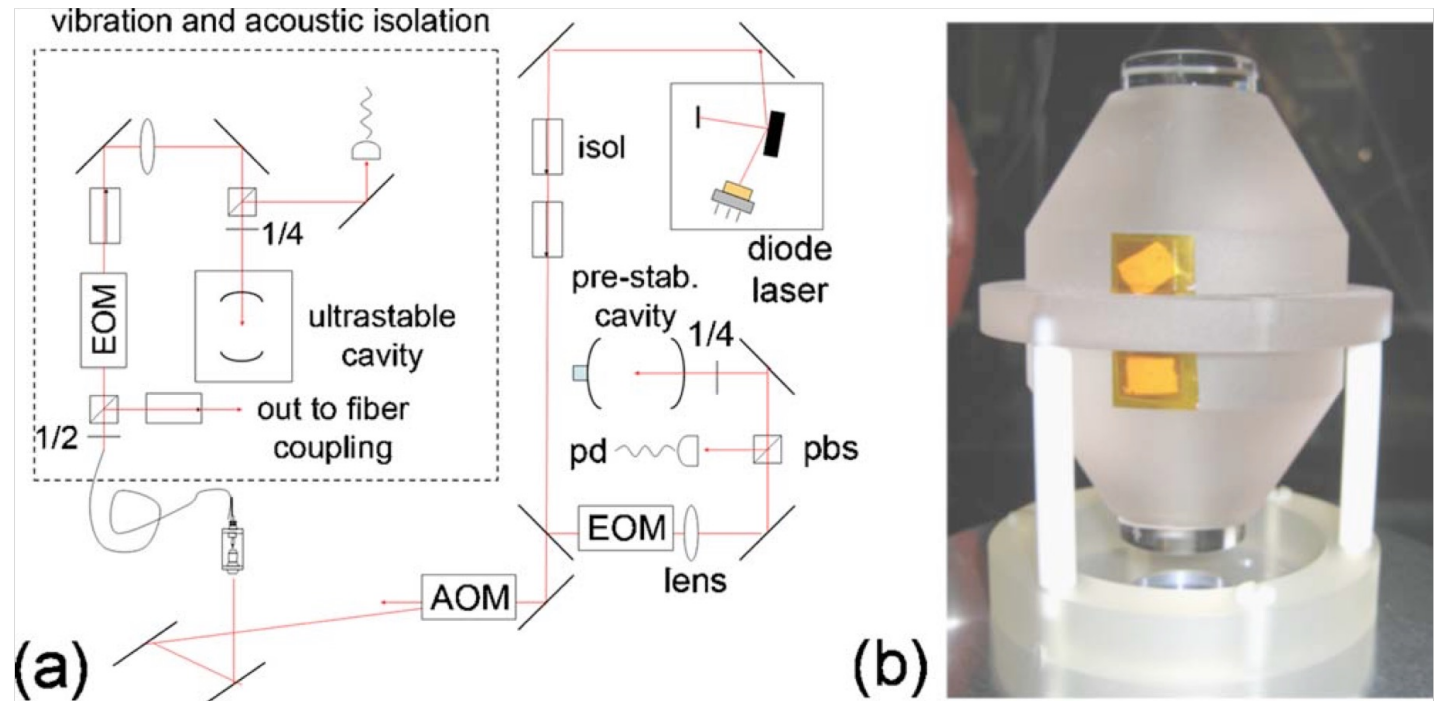 vibration and acoustic isolation
isol
1/4
diode
laser
EOM
ultrastable
cavity
pre-stab.
cavity
1/4
out to fiber
coupling
1/2
pd
pbs
EOM
lens
AOM
(a)
(b)